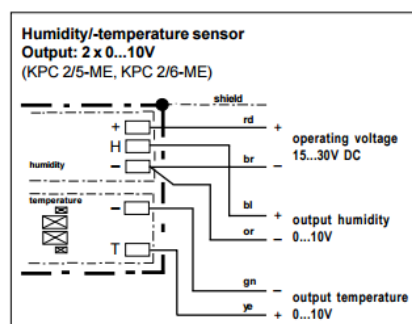 Humidity/-temperature sensor
Output: 2 x 0...10V
(KPC 2/5-ME, KPC 2/6-ME)
shield
+ rd +
operating voltage
15...30V DC
H
humidity
− br −
temperature
− bl +
output humidity
0...10V
or −
T
gn −
output temperature
0...10V
ye +